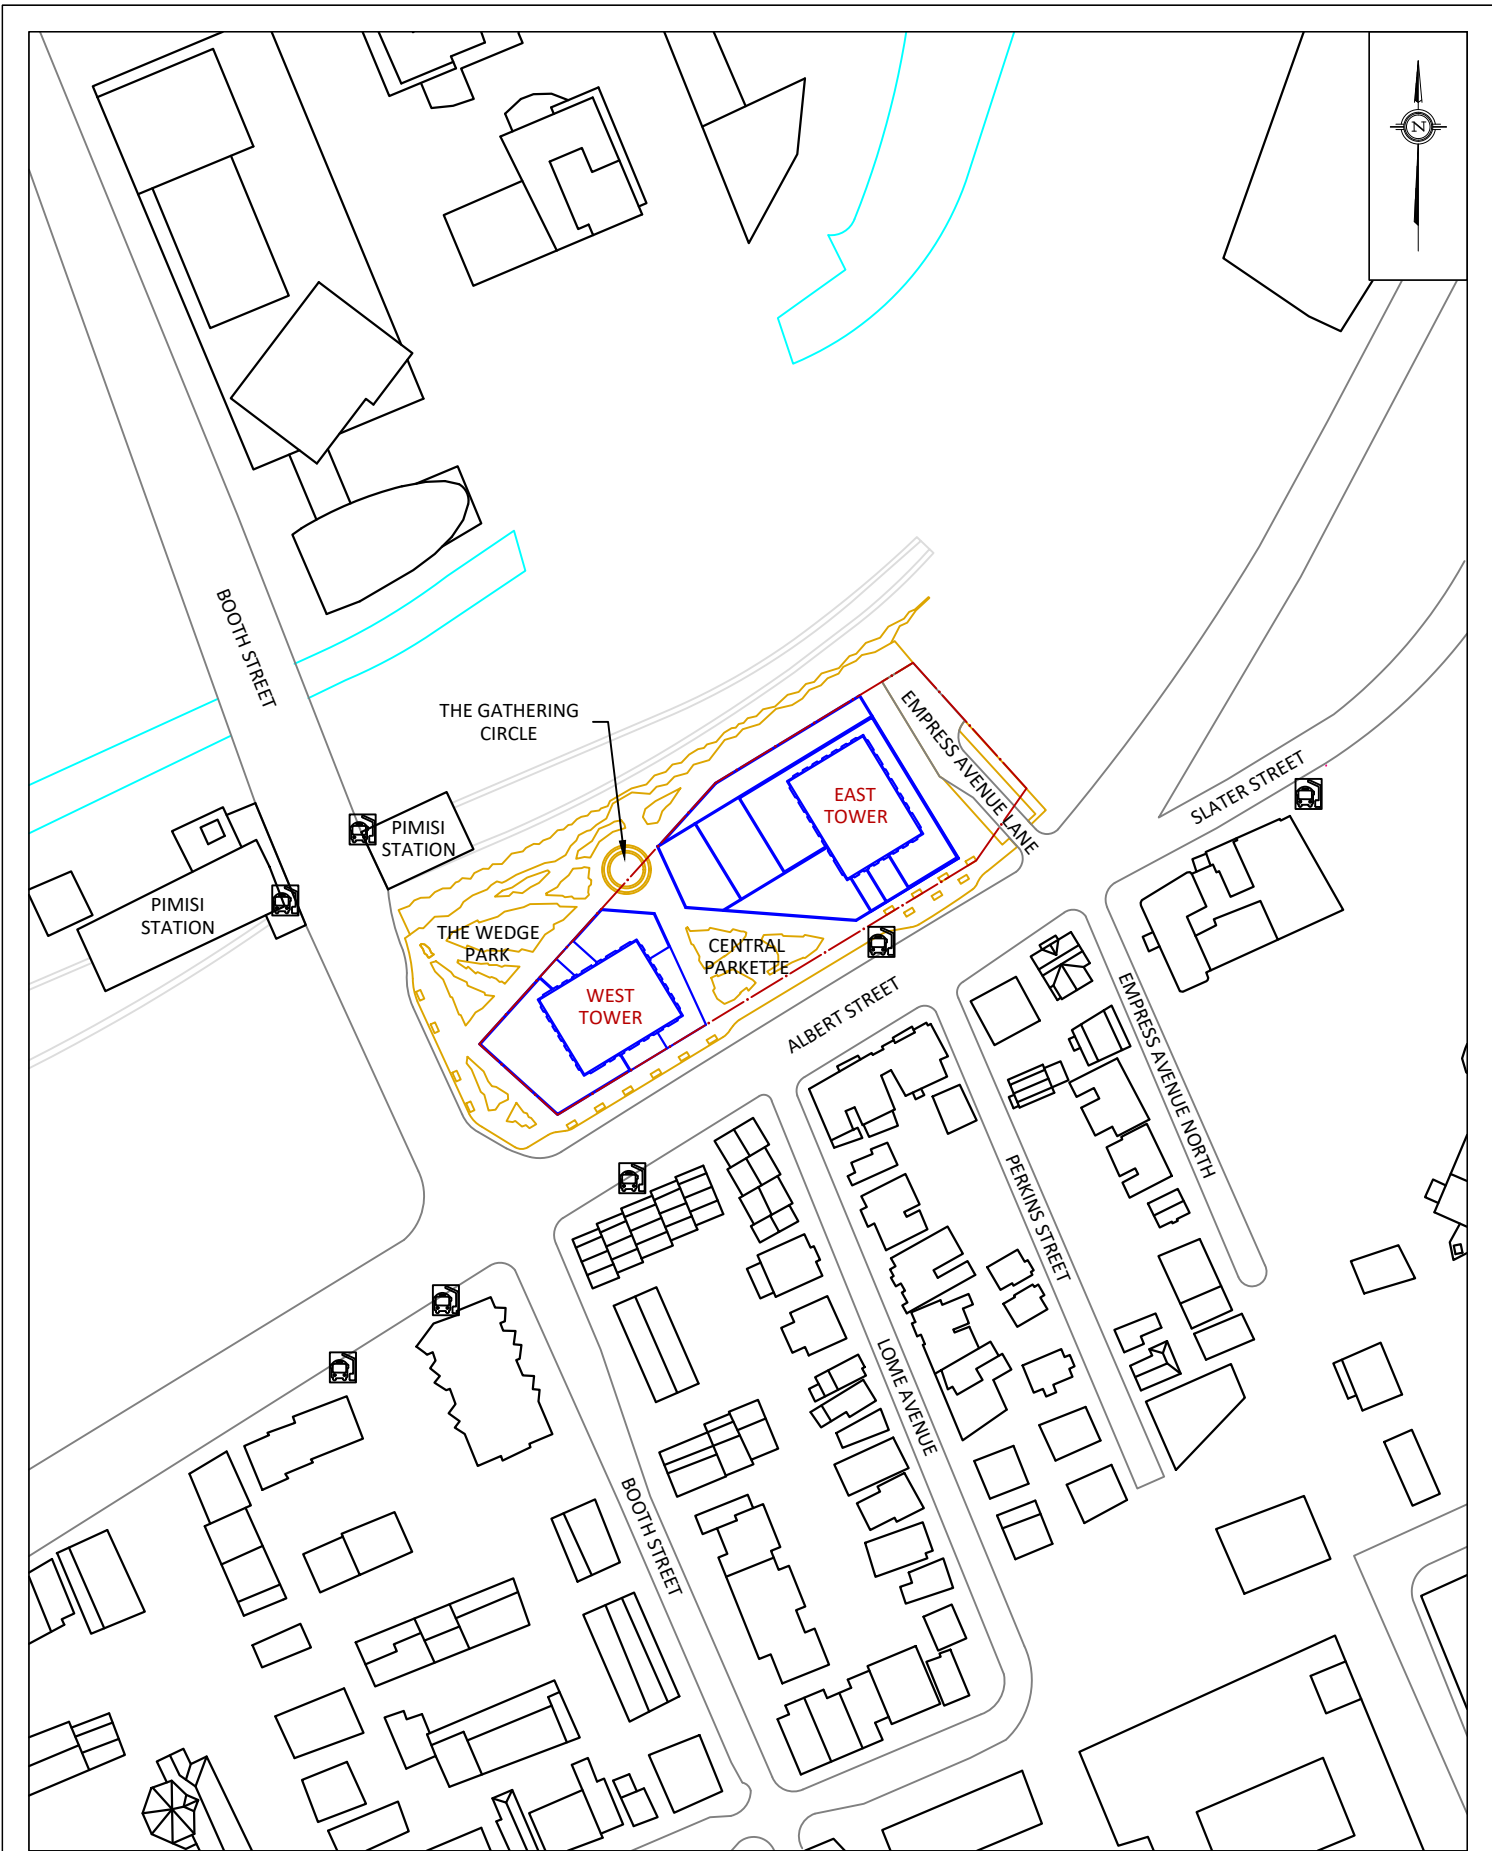 N
BOOTH STREET
THE GATHERING
CIRCLE
EMPRESS AVENUE LANE
SLATER STREET
EAST
TOWER
PIMISI
STATION
PIMISI
STATION
THE WEDGE
PARK
CENTRAL
PARKETTE
WEST
TOWER
ALBERT STREET
EMPRESS AVENUE NORTH
PERKINS STREET
LOME AVENUE
BOOTH STREET